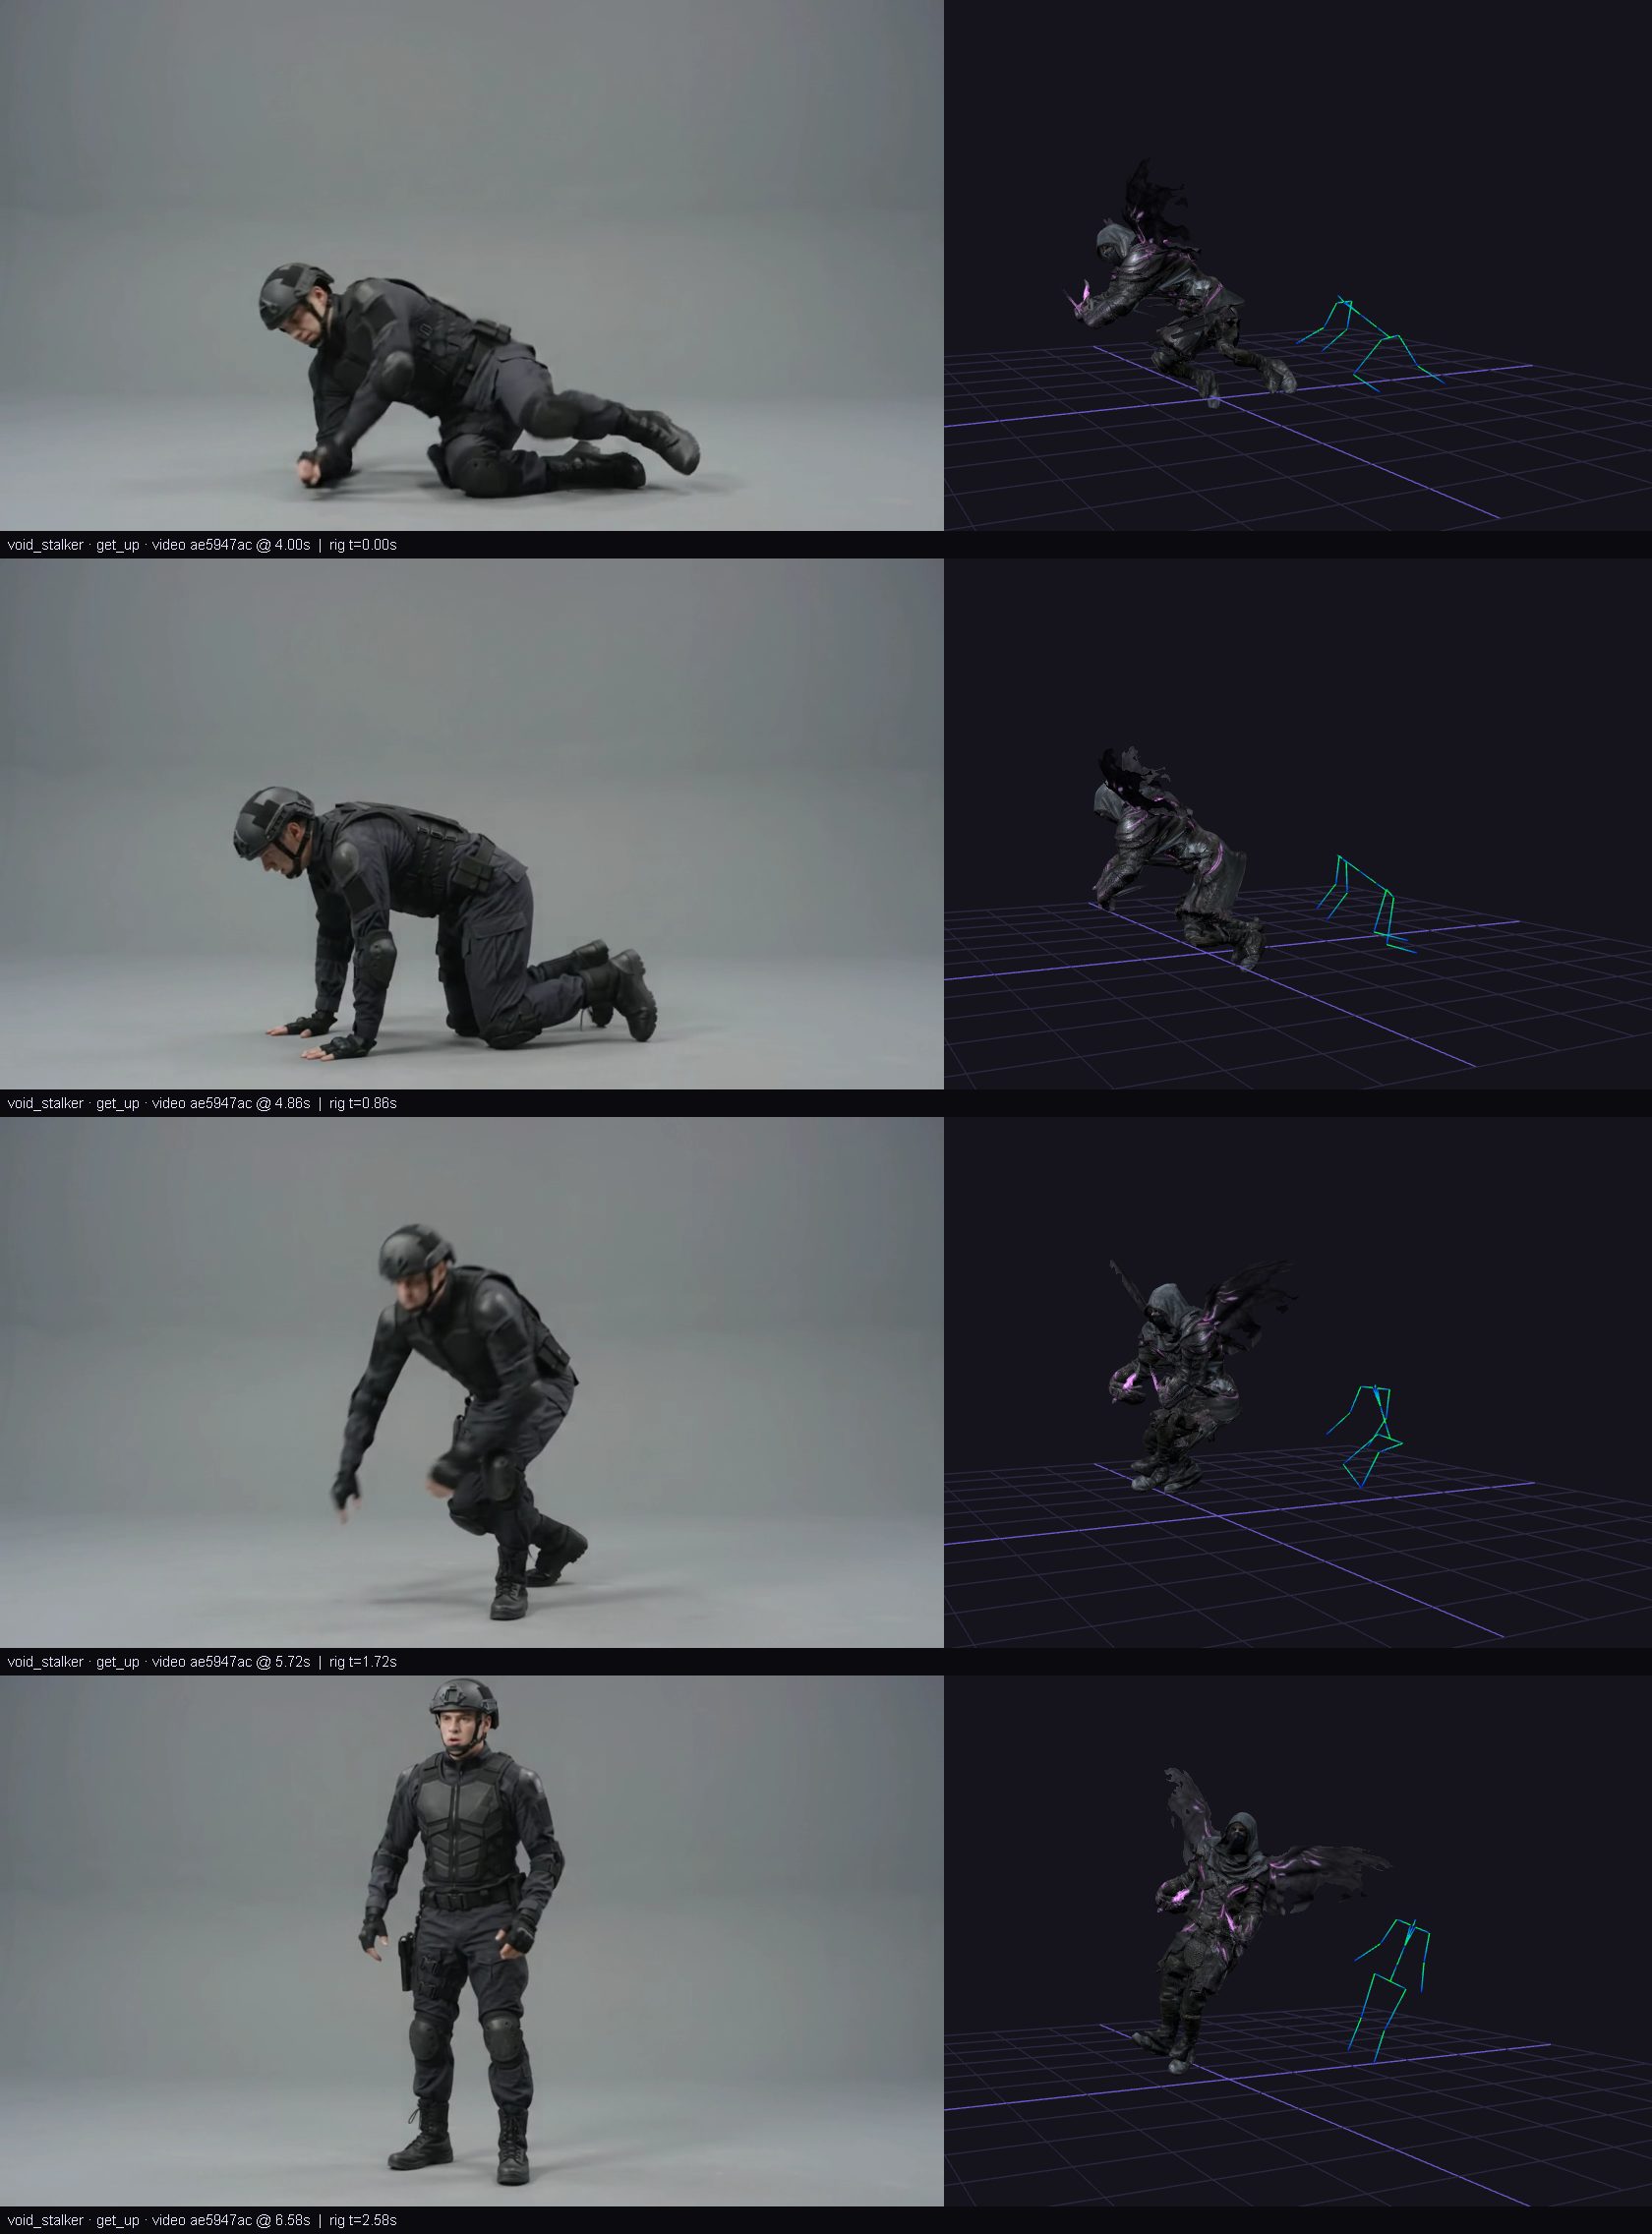 void_stalker · get_up · video ae5947ac @ 4.00s | rig t=0.00s
void_stalker · get_up · video ae5947ac @ 4.86s | rig t=0.86s
void_stalker · get_up · video ae5947ac @ 5.72s | rig t=1.72s
void_stalker · get_up · video ae5947ac @ 6.58s | rig t=2.58s